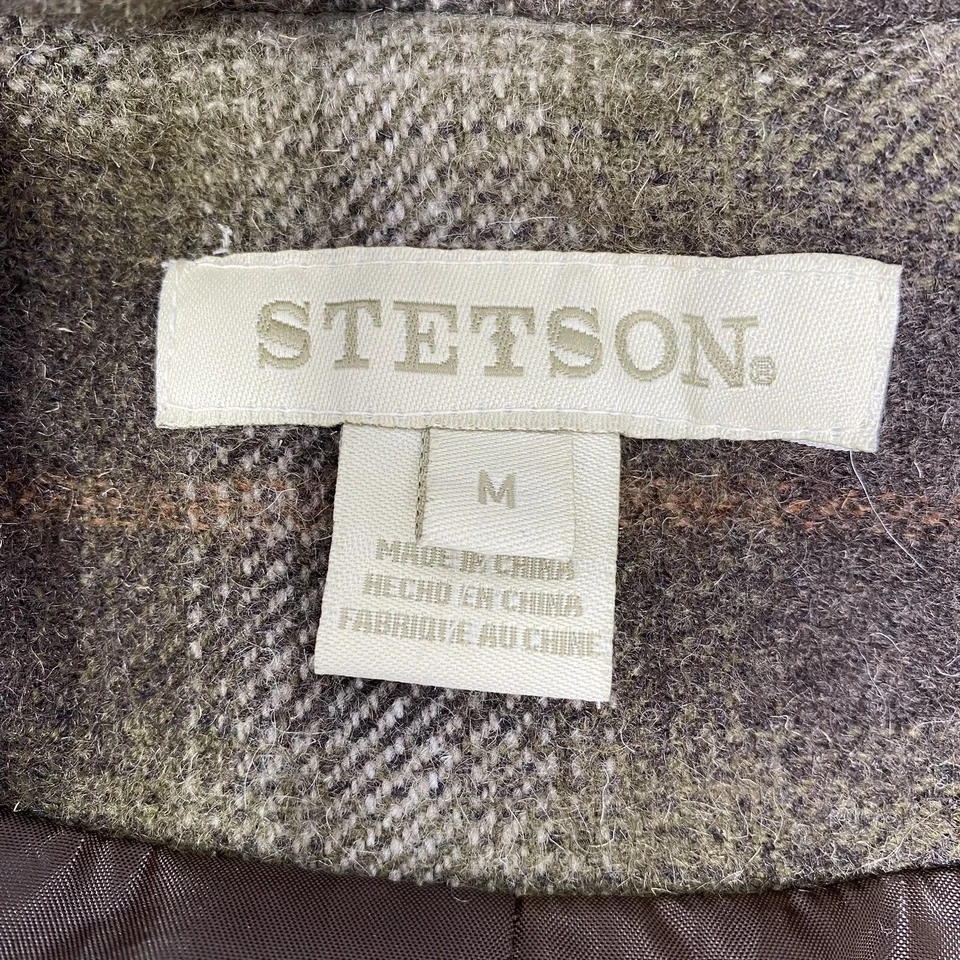 STETSON®
M
MADE IN CHINA
HECHO EN CHINA
FABRIQUE AU CHINE